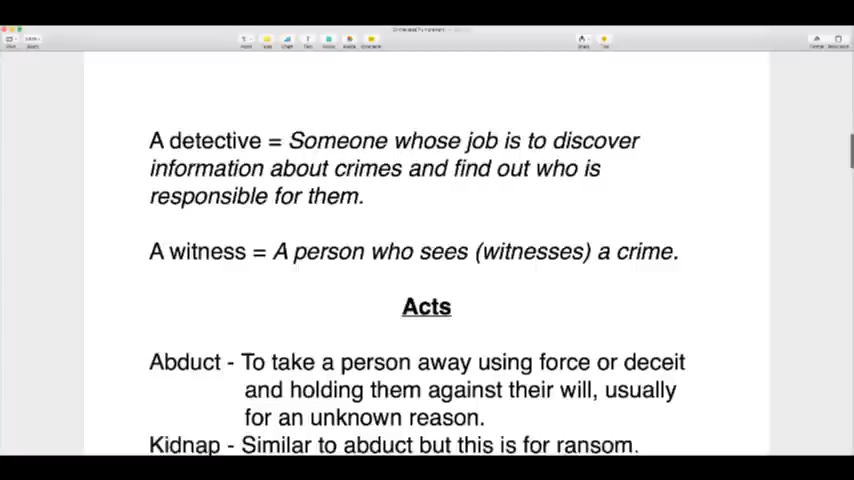 A detective = Someone whose job is to discover
information about crimes and find out who is
responsible for them.
A witness = A person who sees (witnesses) a crime.
Acts
Abduct - To take a person away using force or deceit
and holding them against their will, usually
for an unknown reason.
Kidnap - Similar to abduct but this is for ransom.